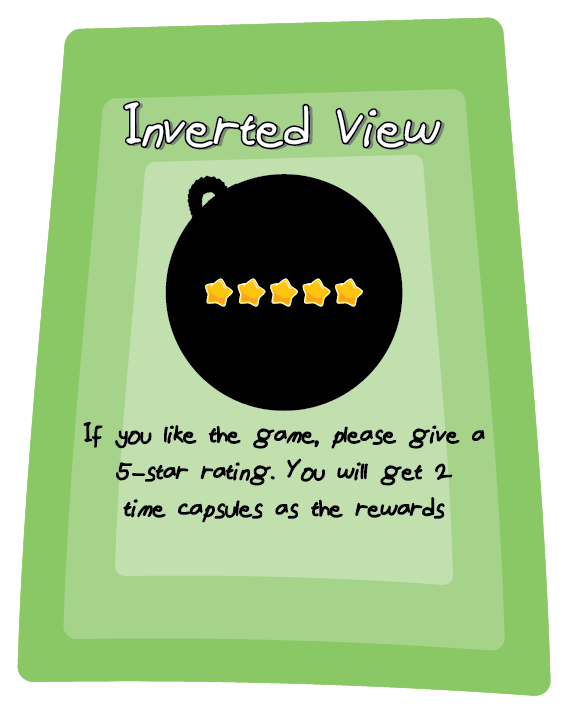 Inverted View
If you like the game, please give a
5-star rating. You will get 2
time capsules as the rewards